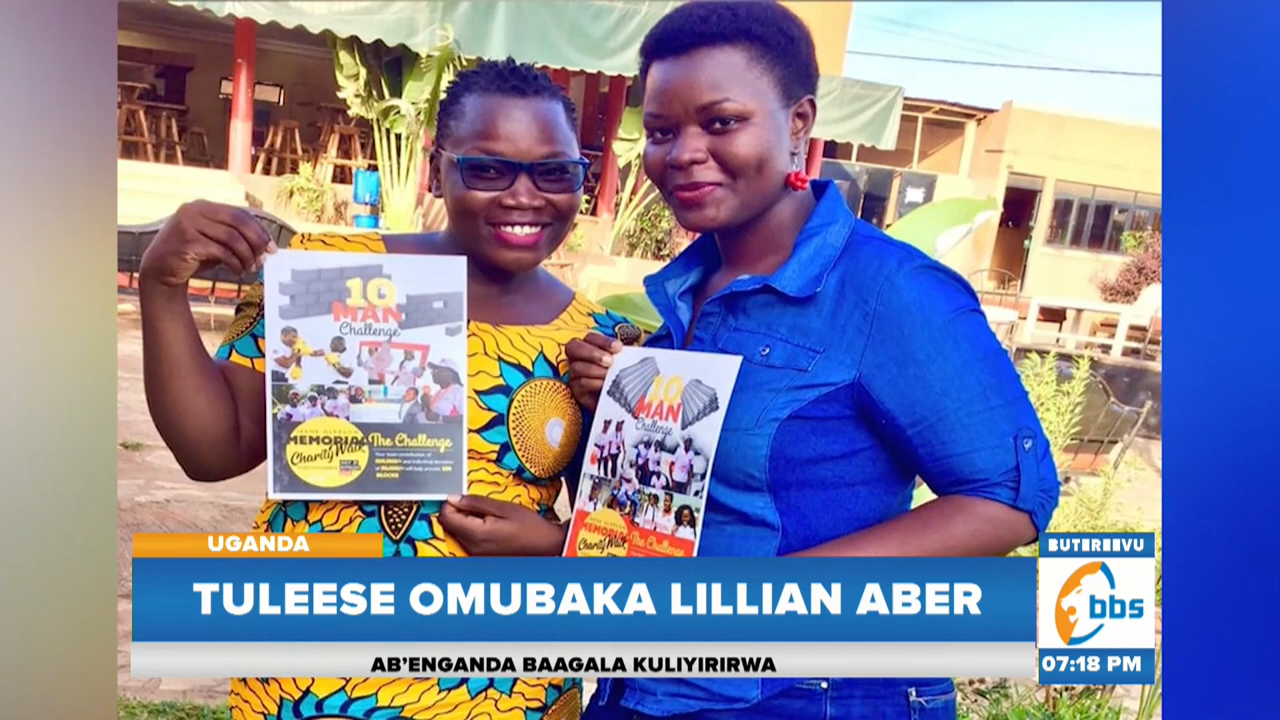 10
MAN
Challenge
MEMORIAL
Charity Walk
The Challenge
10
MAN
Challenge
MEMORIAL
Charity Walk
The Challenge
UGANDA
TULEESE OMUBAKA LILLIAN ABER
AB'ENGANDA BAAGALA KULIYIRIRWA
BUTEREEVU
bbs
07:18 PM